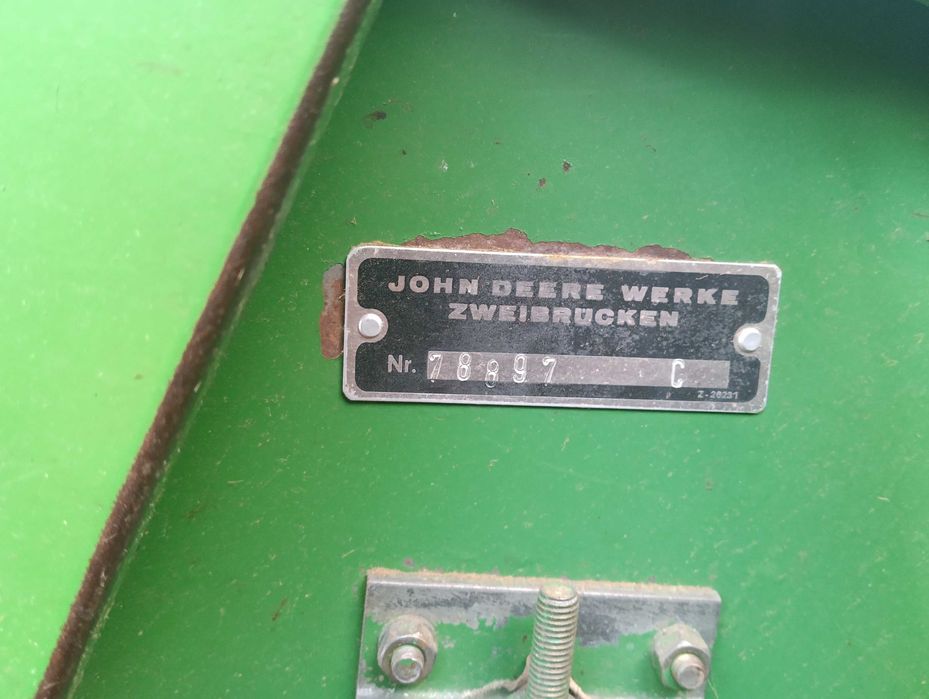 JOHN DEERE WERKE
ZWEIBRÜCKEN
Nr. 78897 C
Z-26231